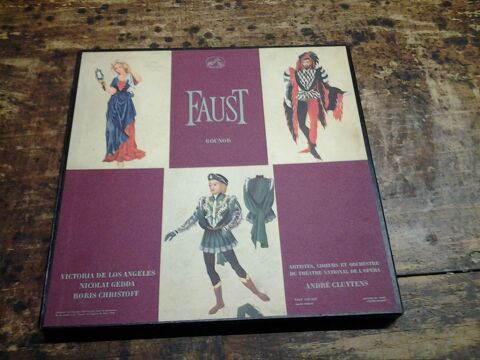 FAUST
GOUNOD
VICTORIA DE LOS ANGELES
NICOLAI GEDDA
BORIS CHRISTOFF
ARTISTES, CHŒURS ET ORCHESTRE
DU THÉATRE NATIONAL DE L'OPÉRA
ANDRÉ CLUYTENS